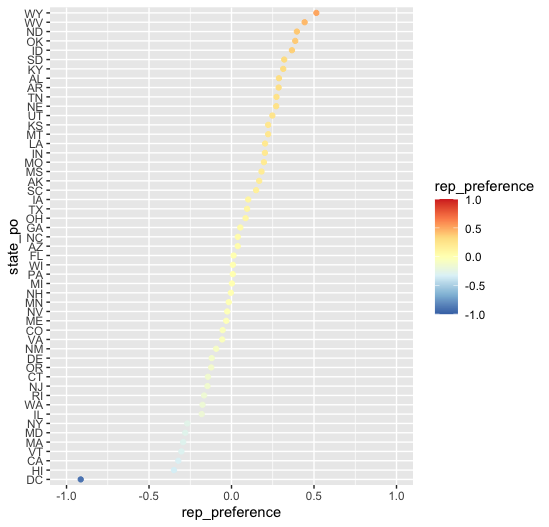 WY
WV
ND
OK
ID
SD
KY
AL
AR
TN
NE
UT
KS
MT
LA
IN
MO
MS
AK
SC
IA
TX
OH
GA
NC
AZ
FL
WI
PA
MI
NH
MN
NV
ME
CO
VA
NM
DE
OR
CT
NJ
RI
WA
IL
NY
MD
MA
VT
CA
HI
DC
state_po
-1.0 -0.5 0.0 0.5 1.0
rep_preference
rep_preference
1.0
0.5
0.0
-0.5
-1.0